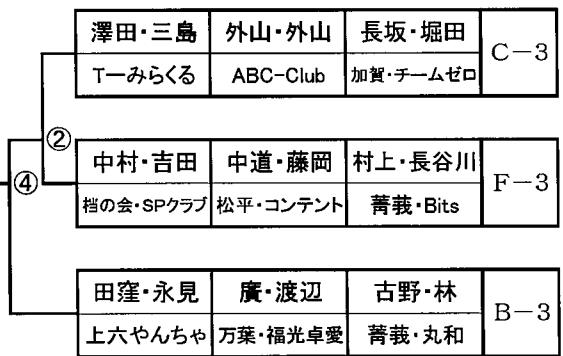 澤田・三島 外山・外山 長坂・堀田 C-3
Tーみらくる ABC-Club 加賀・チームゼロ
②
中村・吉田 中道・藤岡 村上・長谷川 F-3
④
档の会・SPクラブ 松平・コンテント 菁莪・Bits
田窪・永見 廣・渡辺 古野・林 B-3
上六やんちゃ 万葉・福光卓愛 菁莪・丸和